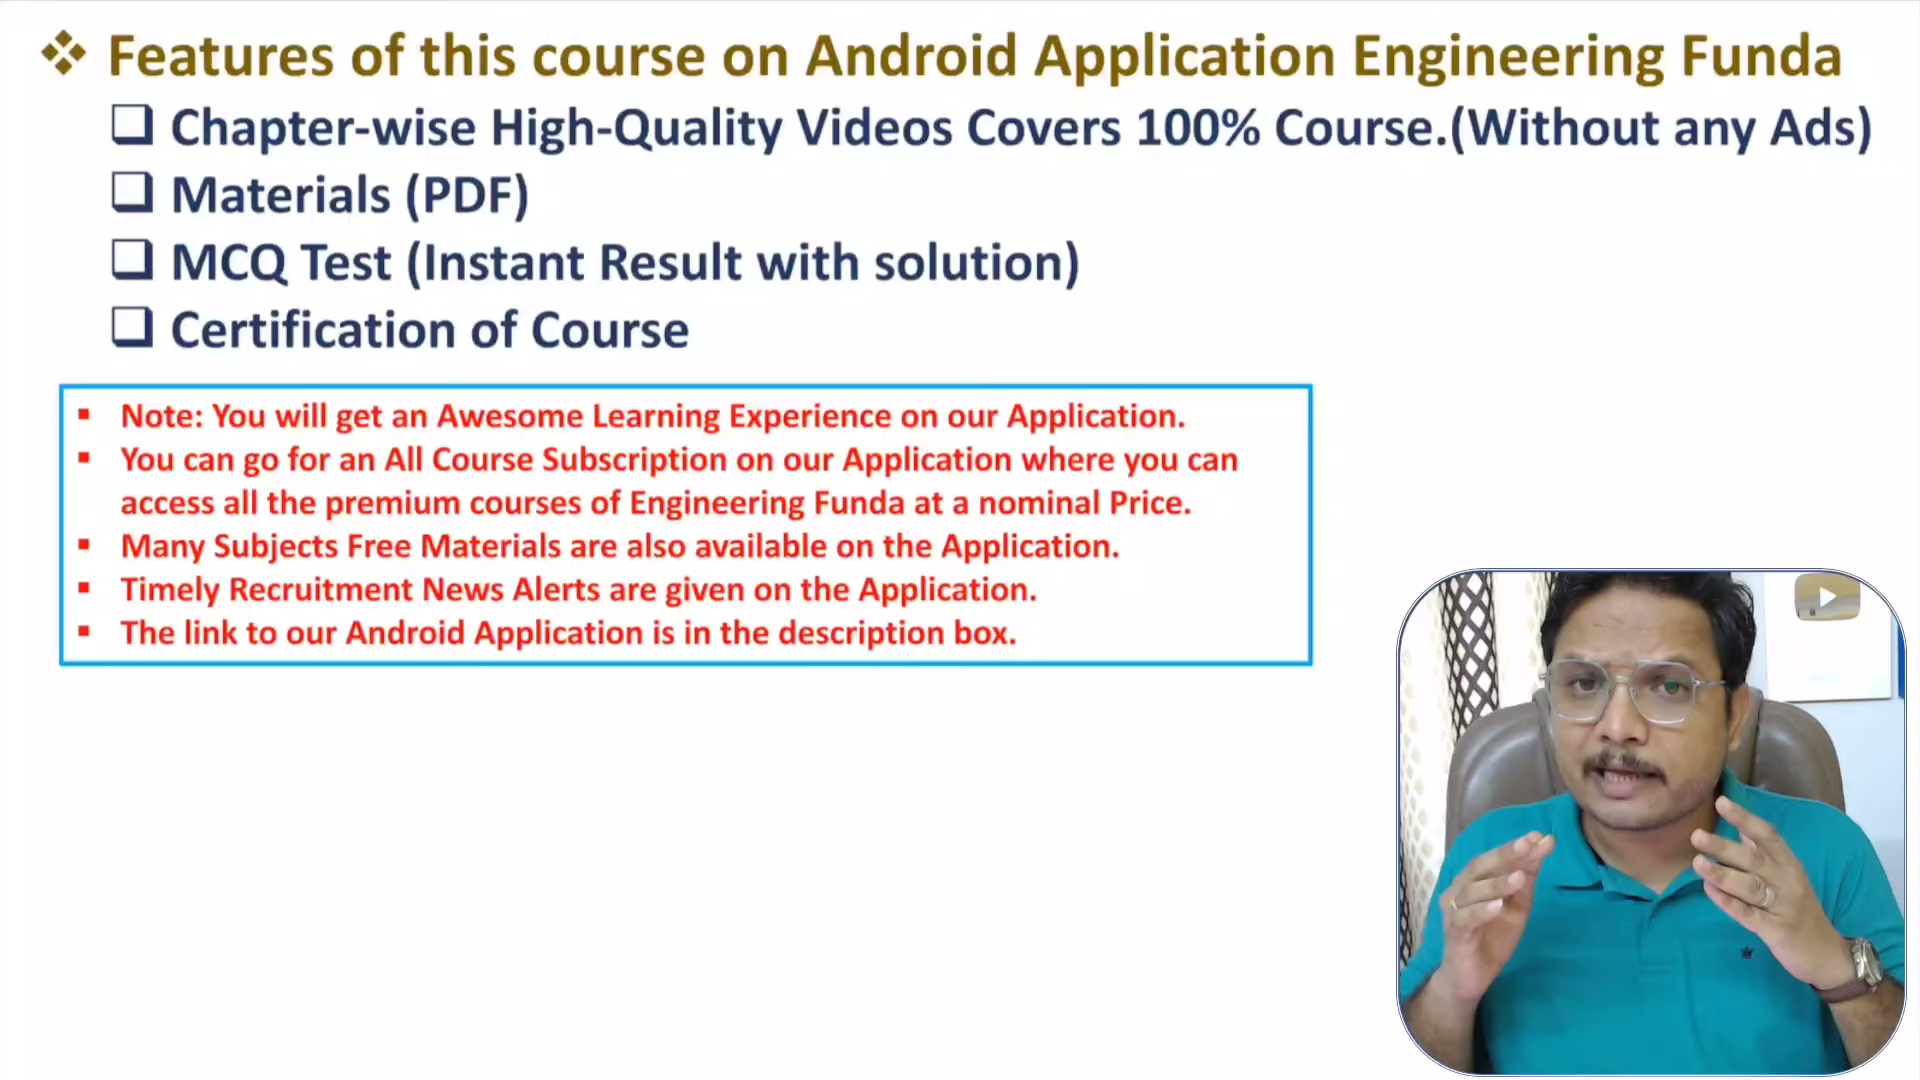 Features of this course on Android Application Engineering Funda
Chapter-wise High-Quality Videos Covers 100% Course.(Without any Ads)
Materials (PDF)
MCQ Test (Instant Result with solution)
Certification of Course
Note: You will get an Awesome Learning Experience on our Application.
You can go for an All Course Subscription on our Application where you can
access all the premium courses of Engineering Funda at a nominal Price.
Many Subjects Free Materials are also available on the Application.
Timely Recruitment News Alerts are given on the Application.
The link to our Android Application is in the description box.